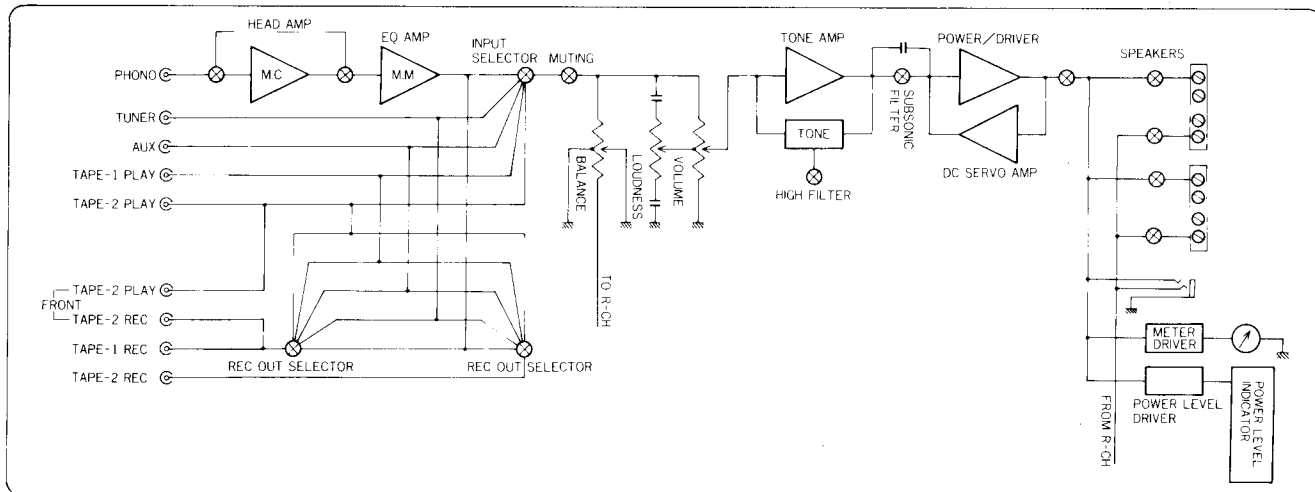 HEAD AMP
EQ AMP
INPUT
SELECTOR
MUTING
TONE AMP
POWER/DRIVER
SPEAKERS
PHONO
M.C
M.M
TUNER
AUX
TAPE-1 PLAY
TAPE-2 PLAY
SUBSONIC
FILTER
TONE
DC SERVO AMP
HIGH FILTER
BALANCE
LOUDNESS
VOLUME
TO R-CH
TAPE-2 PLAY
FRONT
TAPE-2 REC
TAPE-1 REC
TAPE-2 REC
REC OUT SELECTOR
REC OUT SELECTOR
METER
DRIVER
POWER LEVEL
DRIVER
POWER LEVEL
INDICATOR
FROM R-CH